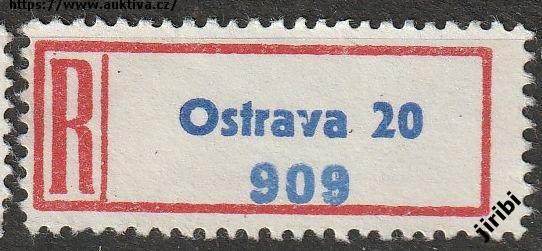 https://www.auktiva.cz/
R
Ostrava 20
909
jiribi